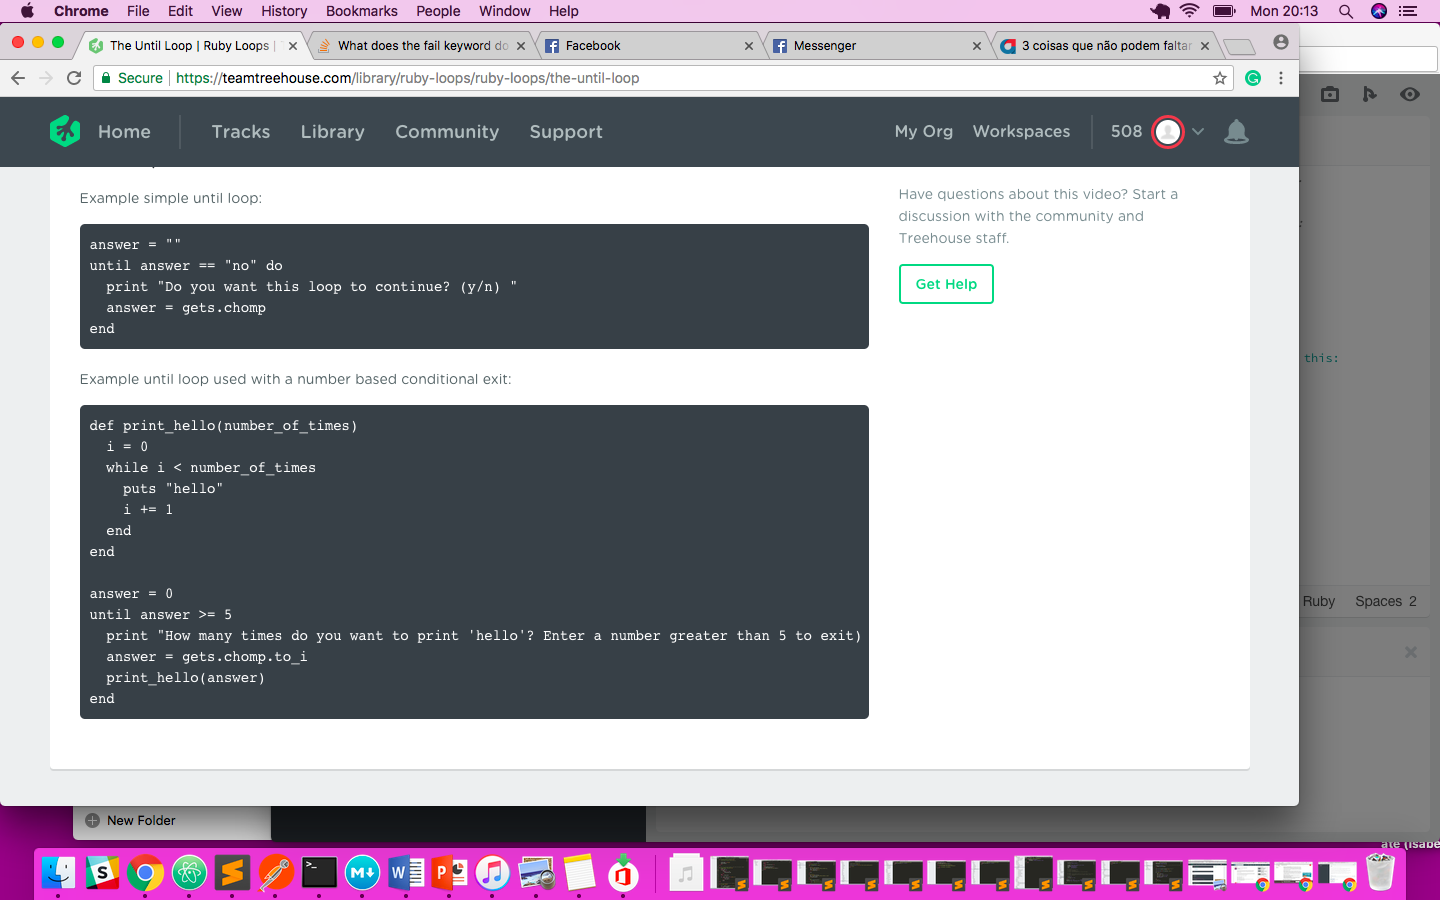 Chrome File Edit View History Bookmarks People Window Help Mon 20:13
The Until Loop | Ruby Loops | What does the fail keyword do Facebook Messenger 3 coisas que não podem faltar
Secure https://teamtreehouse.com/library/ruby-loops/ruby-loops/the-until-loop
Home Tracks Library Community Support My Org Workspaces 508
Example simple until loop:
answer = ""
until answer == "no" do
  print "Do you want this loop to continue? (y/n) "
  answer = gets.chomp
end
Example until loop used with a number based conditional exit:
def print_hello(number_of_times)
  i = 0
  while i < number_of_times
    puts "hello"
    i += 1
  end
end
answer = 0
until answer >= 5
  print "How many times do you want to print 'hello'? Enter a number greater than 5 to exit)
  answer = gets.chomp.to_i
  print_hello(answer)
end
Have questions about this video? Start a
discussion with the community and
Treehouse staff.
Get Help
this:
Ruby Spaces 2
New Folder